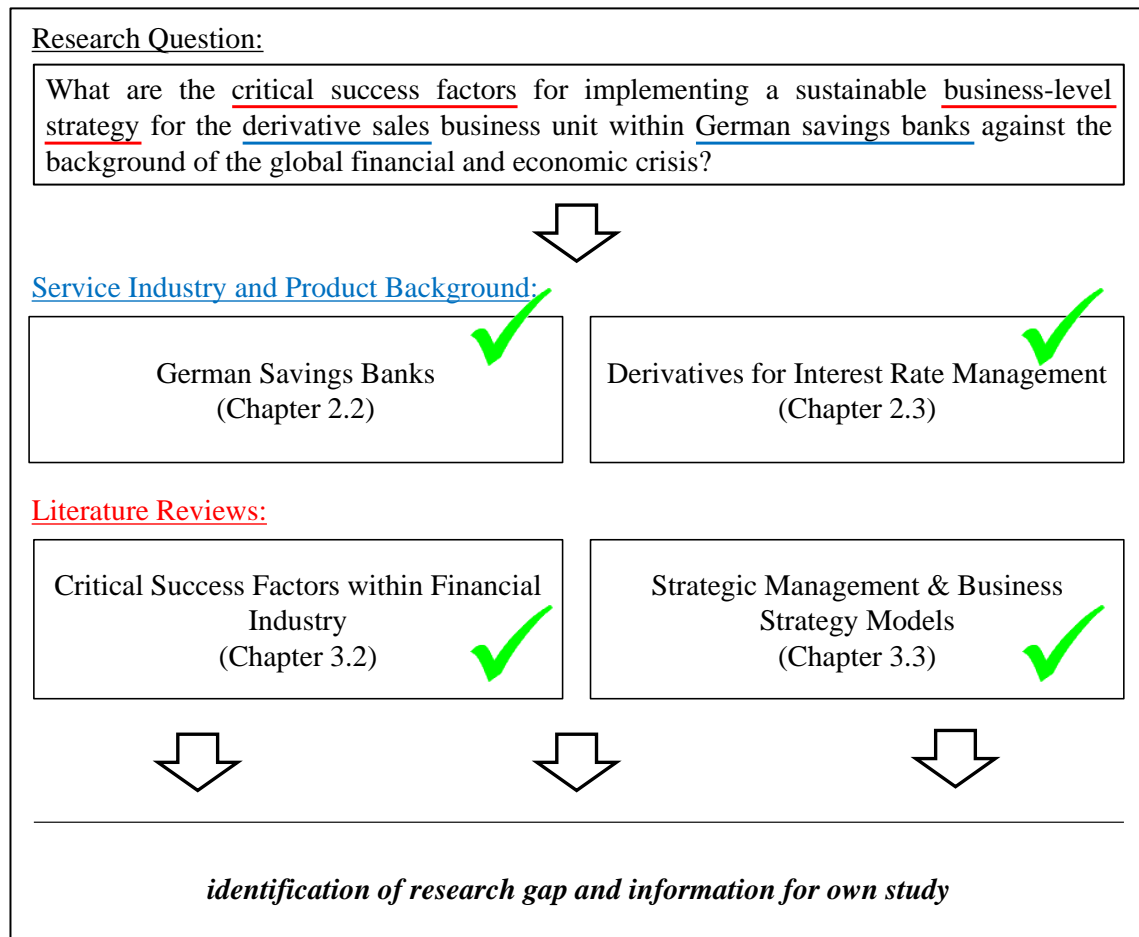 Research Question:
What are the critical success factors for implementing a sustainable business-level
strategy for the derivative sales business unit within German savings banks against the
background of the global financial and economic crisis?
Service Industry and Product Background:
German Savings Banks
(Chapter 2.2)
Derivatives for Interest Rate Management
(Chapter 2.3)
Literature Reviews:
Critical Success Factors within Financial
Industry
(Chapter 3.2)
Strategic Management & Business
Strategy Models
(Chapter 3.3)
identification of research gap and information for own study